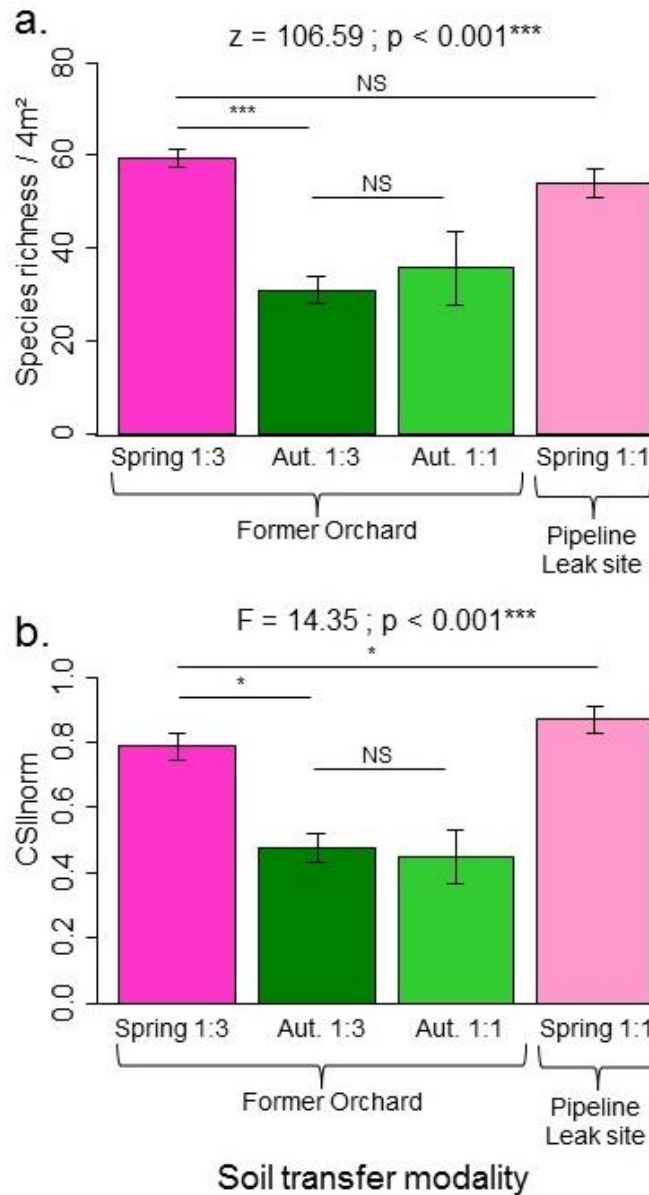 a.
z = 106.59 ; p < 0.001***
NS
***
NS
Species richness / 4m²
80
60
40
20
0
Spring 1:3 Aut. 1:3 Aut. 1:1 Spring 1:1
Former Orchard
Pipeline
Leak site
b.
F = 14.35 ; p < 0.001***
*
*
NS
CSIInorm
1.0
0.8
0.6
0.4
0.2
0.0
Spring 1:3 Aut. 1:3 Aut. 1:1 Spring 1:1
Former Orchard
Pipeline
Leak site
Soil transfer modality